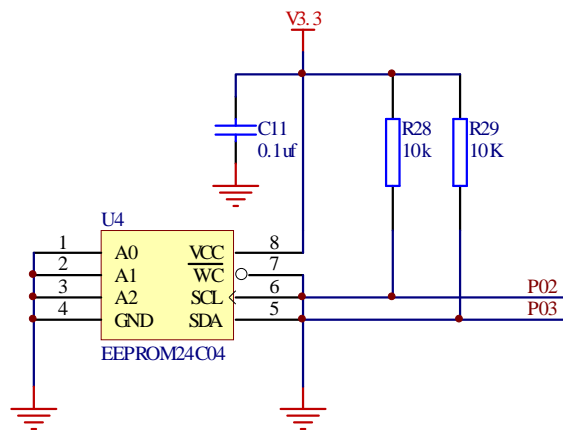 V3.3
C11
0.1uf
R28
10k
R29
10K
U4
1 A0 VCC 8
2 A1 WC 7
3 A2 SCL 6
4 GND SDA 5
EEPROM24C04
P02
P03